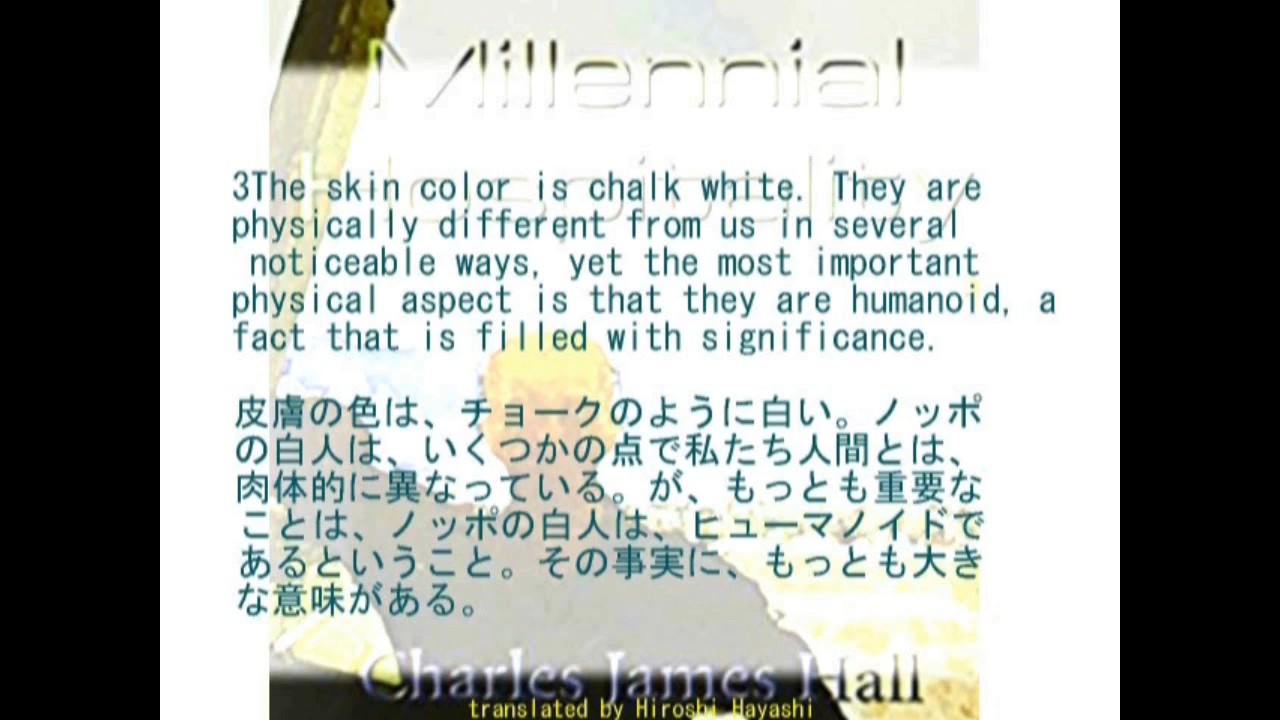 Millennial
Hospitality
3The skin color is chalk white. They are
physically different from us in several
noticeable ways, yet the most important
physical aspect is that they are humanoid, a
fact that is filled with significance.
皮膚の色は、チョークのように白い。ノッポ
の白人は、いくつかの点で私たち人間とは、
肉体的に異なっている。が、もっとも重要な
ことは、ノッポの白人は、ヒューマノイドで
あるということ。その事実に、もっとも大き
な意味がある。
Charles James Hall
translated by Hiroshi Hayashi